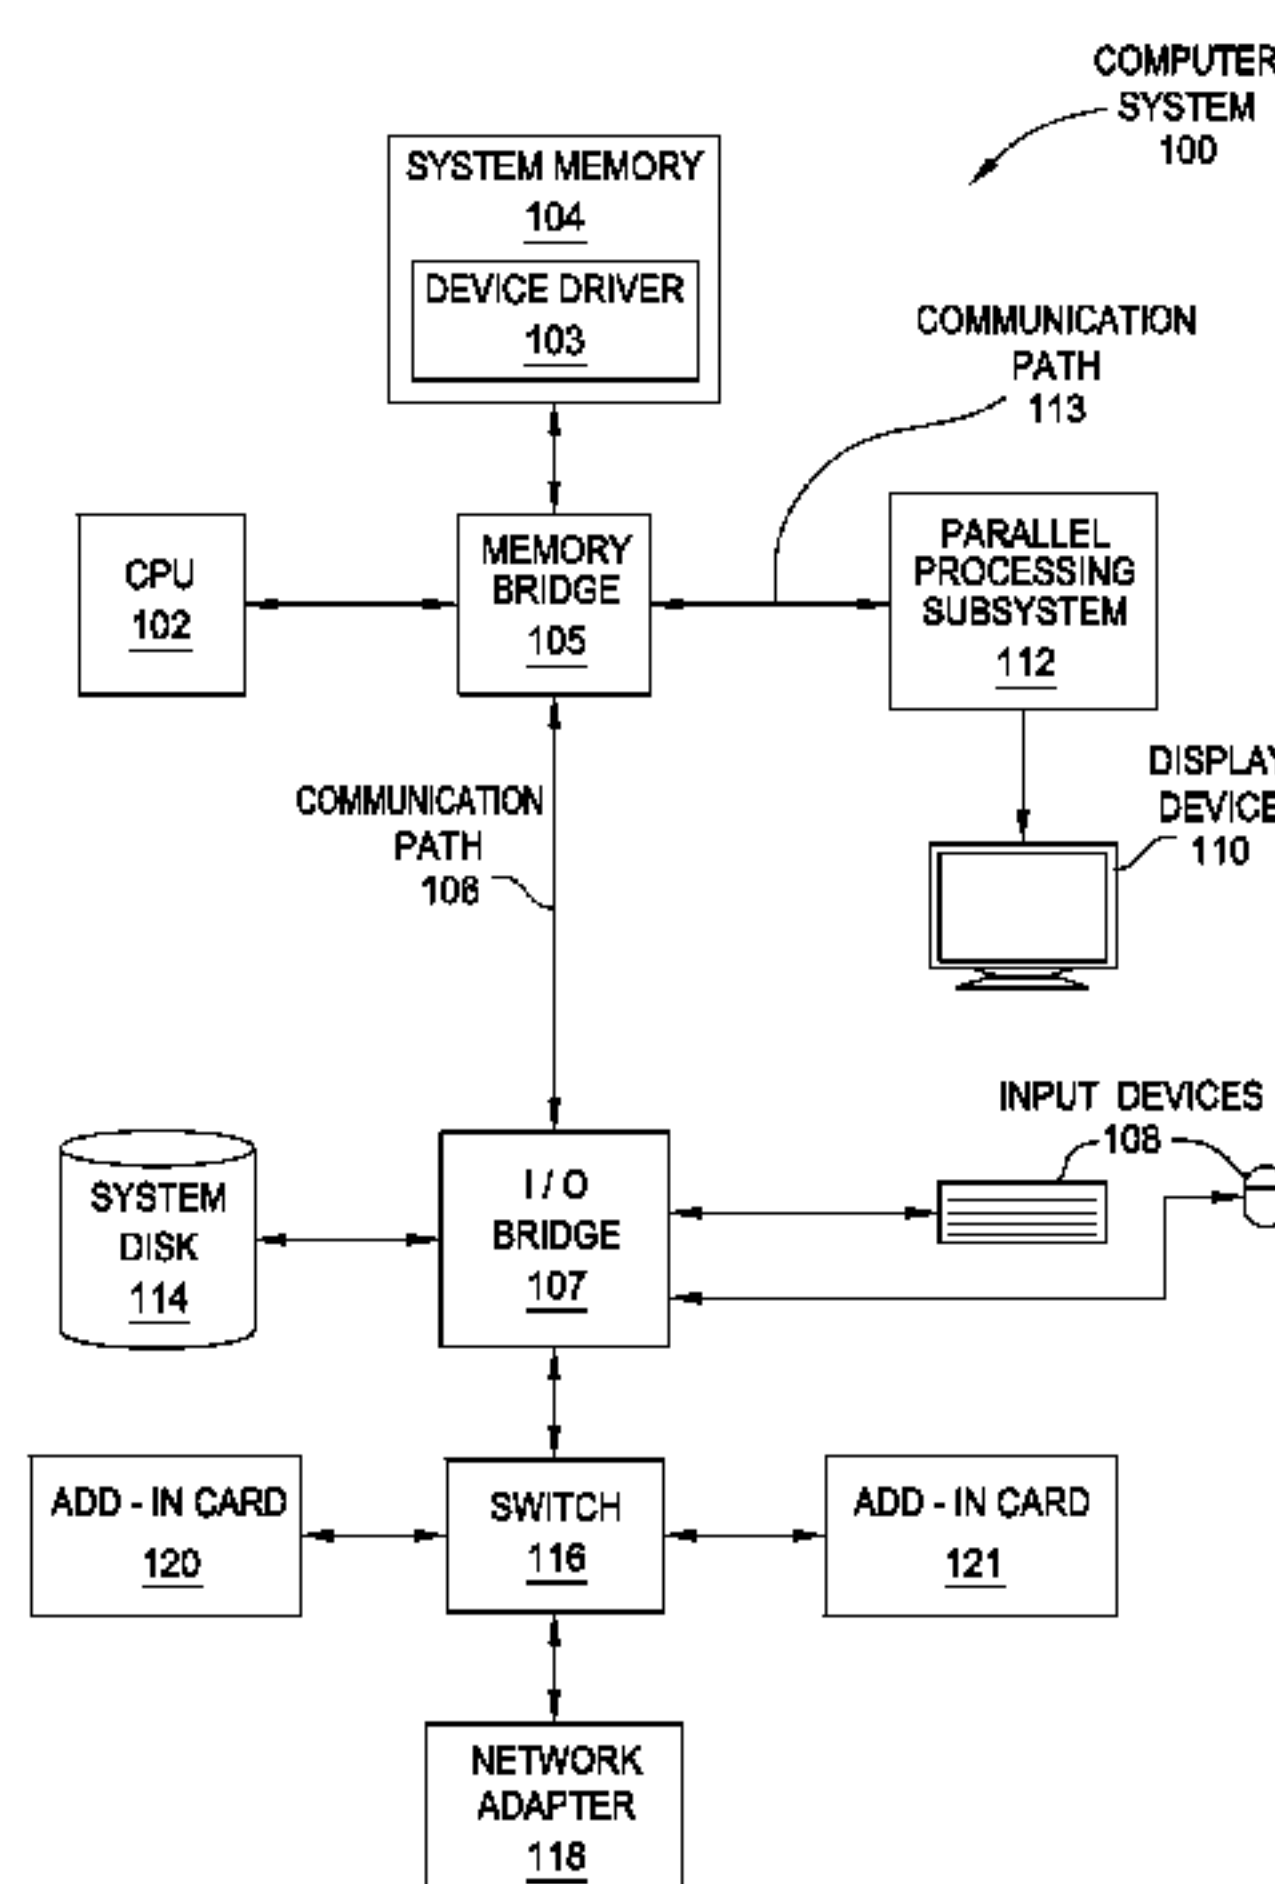 COMPUTER
SYSTEM
100
SYSTEM MEMORY
104
DEVICE DRIVER
103
COMMUNICATION
PATH
113
CPU
102
MEMORY
BRIDGE
105
PARALLEL
PROCESSING
SUBSYSTEM
112
COMMUNICATION
PATH
106
DISPLAY
DEVICE
110
INPUT DEVICES
108
SYSTEM
DISK
114
I / O
BRIDGE
107
ADD - IN CARD
120
SWITCH
116
ADD - IN CARD
121
NETWORK
ADAPTER
118